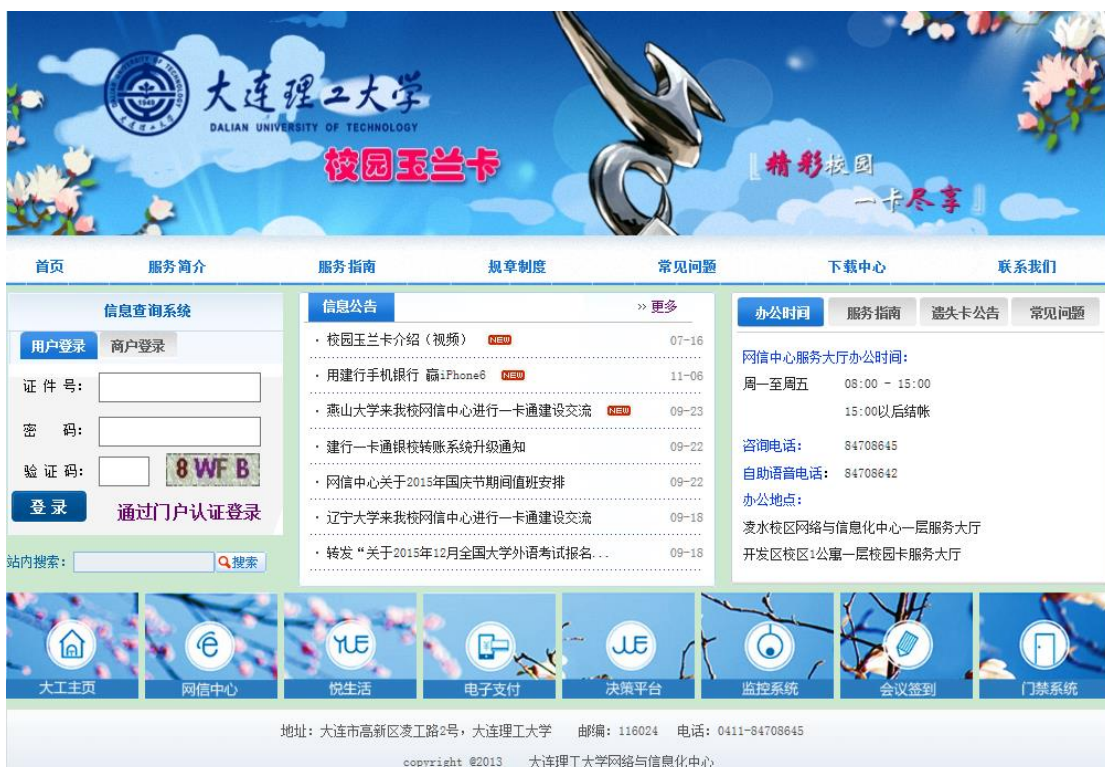 大连理工大学
DALIAN UNIVERSITY OF TECHNOLOGY
校园玉兰卡
『精彩校园
一卡尽享』
首页 服务简介 服务指南 规章制度 常见问题 下载中心 联系我们
信息查询系统
用户登录 商户登录
证件号:
密 码:
验证码: 8WFB
登录 通过门户认证登录
站内搜索: 搜索
信息公告 >> 更多
· 校园玉兰卡介绍（视频） NEW 07-16
· 用建行手机银行 赢iPhone6 NEW 11-06
· 燕山大学来我校网信中心进行一卡通建设交流 NEW 09-23
· 建行一卡通银校转账系统升级通知 09-22
· 网信中心关于2015年国庆节期间值班安排 09-22
· 辽宁大学来我校网信中心进行一卡通建设交流 09-18
· 转发“关于2015年12月全国大学外语考试报名... 09-18
办公时间 服务指南 遗失卡公告 常见问题
网信中心服务大厅办公时间:
周一至周五 08:00 - 15:00
15:00以后结帐
咨询电话: 84708645
自助语音电话: 84708642
办公地点:
凌水校区网络与信息化中心一层服务大厅
开发区校区1公寓一层校园卡服务大厅
大工主页 网信中心 悦生活 电子支付 决策平台 监控系统 会议签到 门禁系统
地址: 大连市高新区凌工路2号, 大连理工大学 邮编: 116024 电话: 0411-84708645
copyright @2013 大连理工大学网络与信息化中心